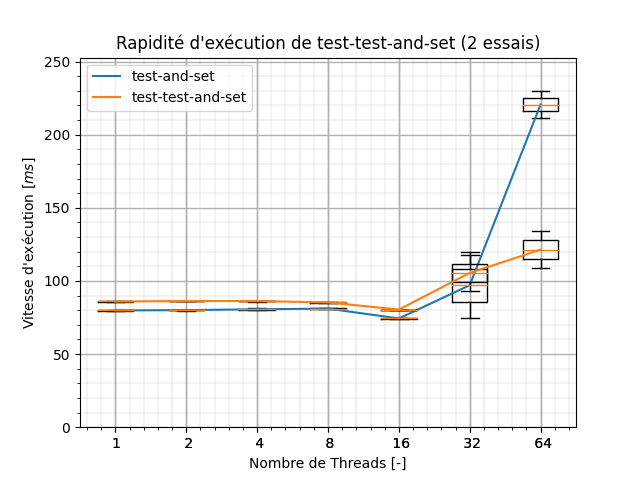 Rapidité d'exécution de test-test-and-set (2 essais)
test-and-set
test-test-and-set
Vitesse d'exécution [ms]
250
200
150
100
50
0
1 2 4 8 16 32 64
Nombre de Threads [-]